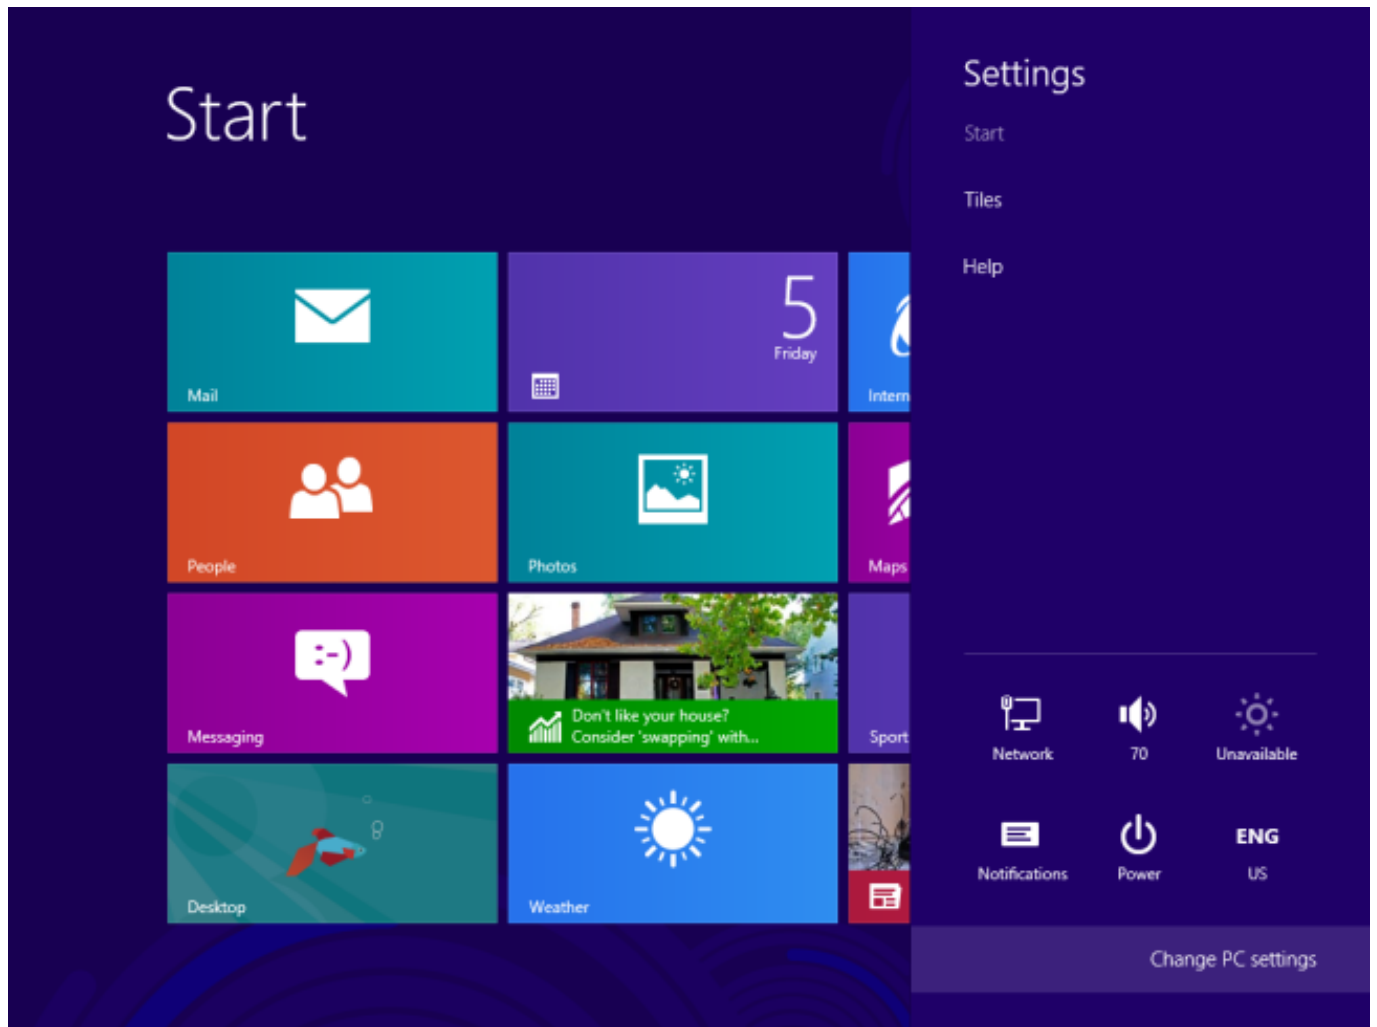 Start
Mail
5
Friday
Intern
People
Photos
Maps
Messaging
:-)
Don't like your house?
Consider 'swapping' with...
Sport
Desktop
Weather
Settings
Start
Tiles
Help
Network
70
Unavailable
Notifications
Power
ENG
US
Change PC settings